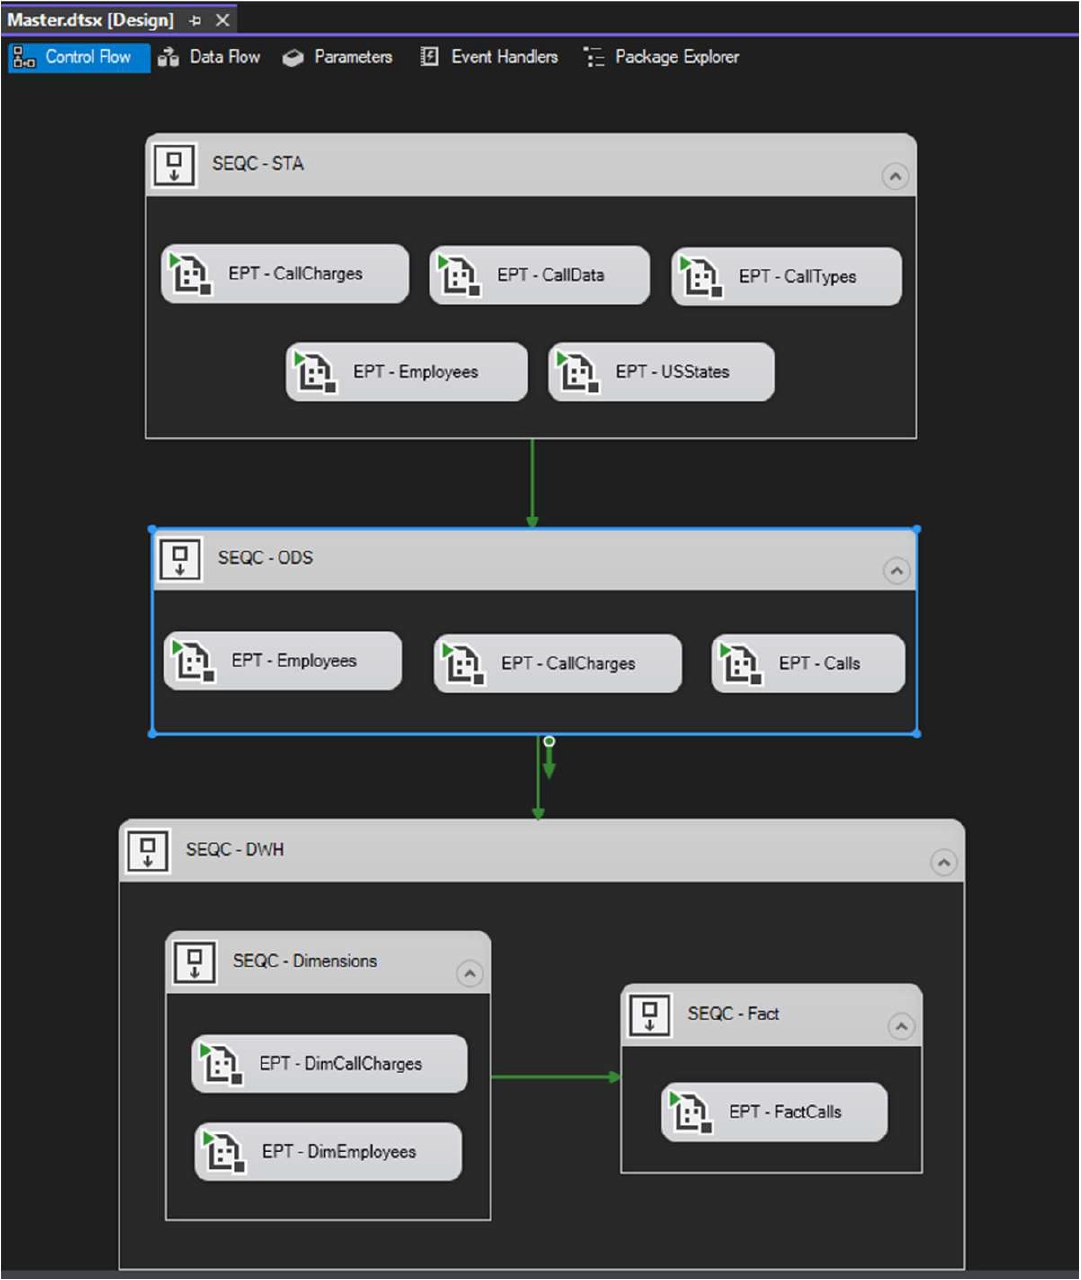 Master.dtsx [Design]
Control Flow Data Flow Parameters Event Handlers Package Explorer
SEQC - STA
EPT - CallCharges EPT - CallData EPT - CallTypes
EPT - Employees EPT - USStates
SEQC - ODS
EPT - Employees EPT - CallCharges EPT - Calls
SEQC - DWH
SEQC - Dimensions
SEQC - Fact
EPT - DimCallCharges
EPT - FactCalls
EPT - DimEmployees